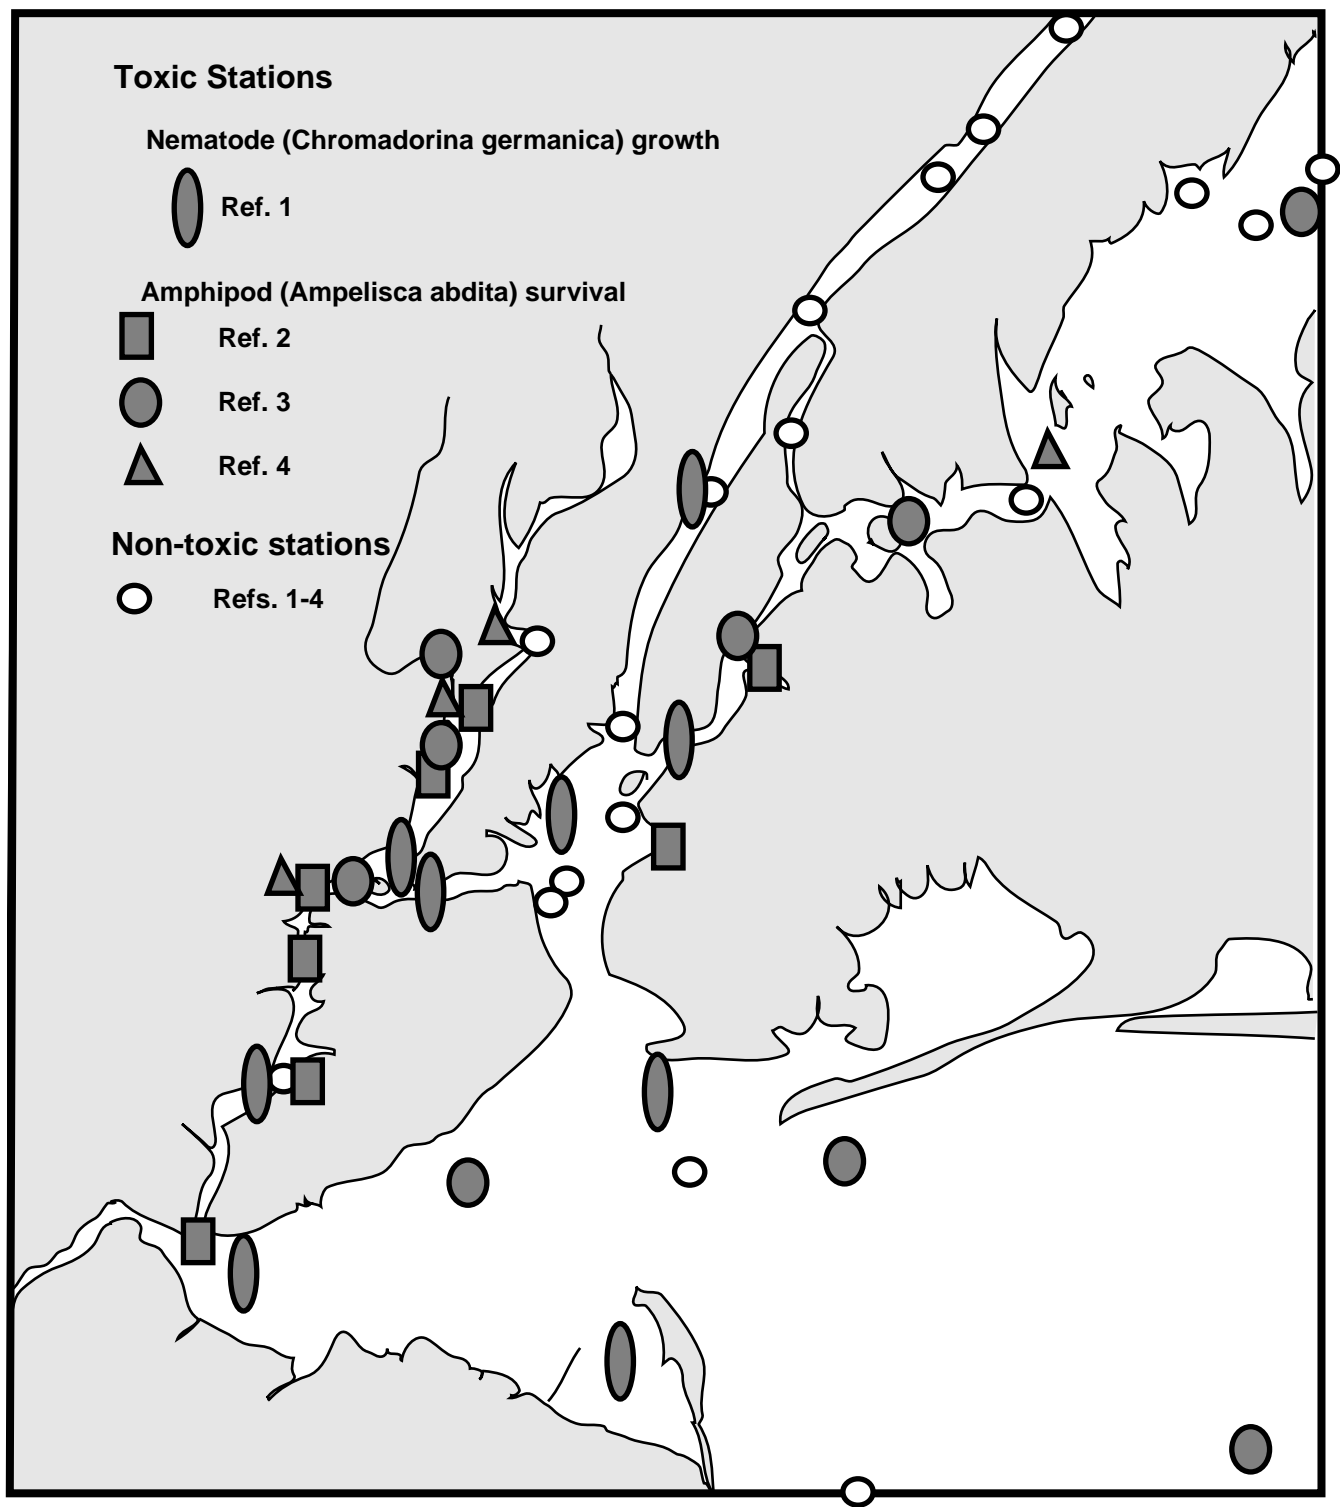 Toxic Stations
Nematode (Chromadorina germanica) growth
Ref. 1
Amphipod (Ampelisca abdita) survival
Ref. 2
Ref. 3
Ref. 4
Non-toxic stations
Refs. 1-4